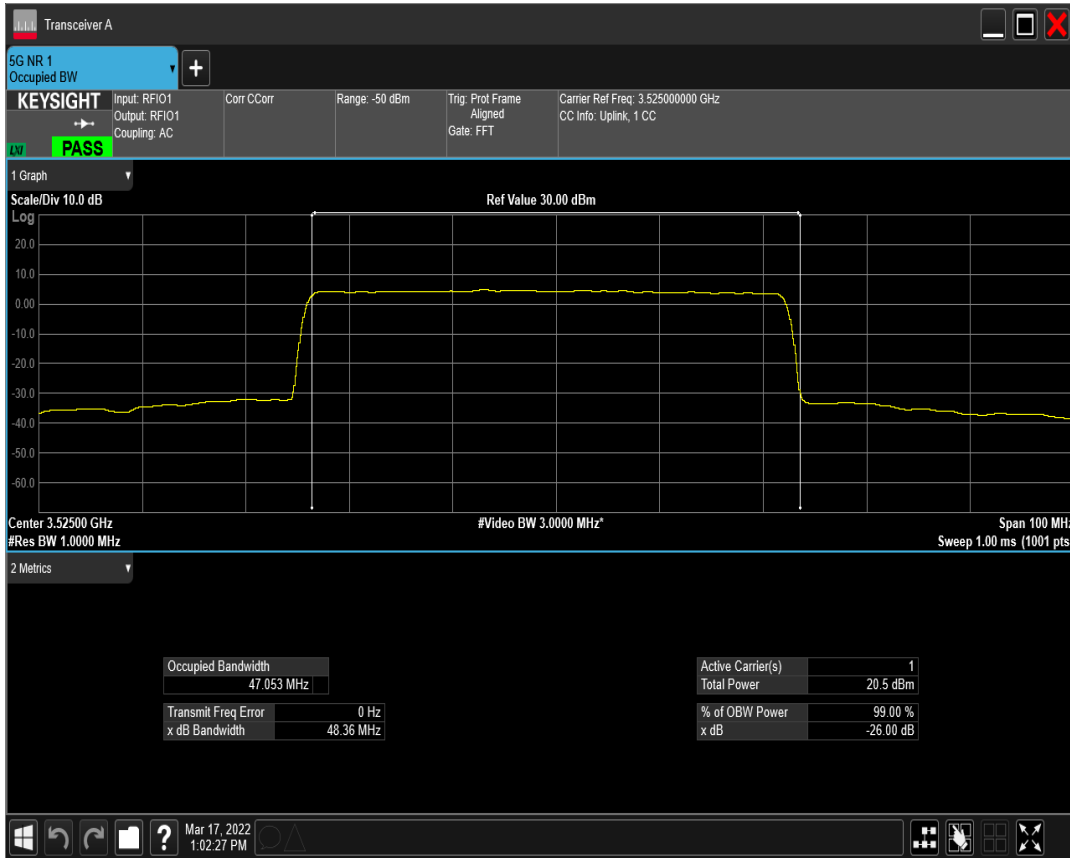 Transceiver A
5G NR 1
Occupied BW
KEYSIGHT
LXI
PASS
Input: RFIO1
Output: RFIO1
Coupling: AC
Corr CCorr
Range: -50 dBm
Trig: Prot Frame
Aligned
Gate: FFT
Carrier Ref Freq: 3.525000000 GHz
CC Info: Uplink, 1 CC
1 Graph
Scale/Div 10.0 dB
Ref Value 30.00 dBm
Log
20.0
10.0
0.00
-10.0
-20.0
-30.0
-40.0
-50.0
-60.0
Center 3.52500 GHz
#Video BW 3.0000 MHz*
Span 100 MHz
#Res BW 1.0000 MHz
Sweep 1.00 ms (1001 pts
2 Metrics
Occupied Bandwidth
47.053 MHz
Transmit Freq Error 0 Hz
x dB Bandwidth 48.36 MHz
Active Carrier(s) 1
Total Power 20.5 dBm
% of OBW Power 99.00 %
x dB -26.00 dB
?
Mar 17, 2022
1:02:27 PM